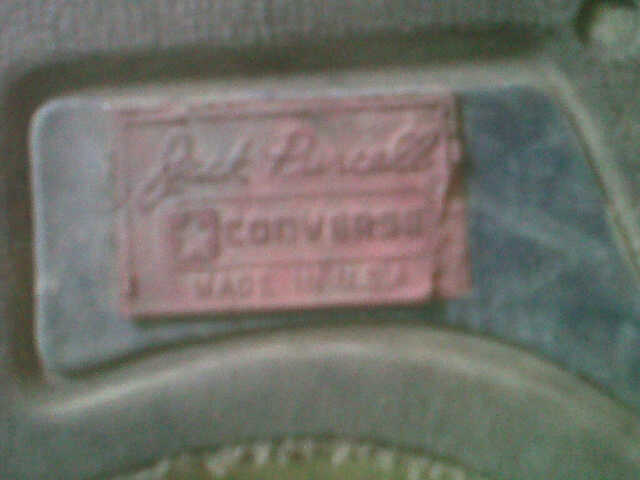 Jack Purcell
CONVERSE
MADE IN U.S.A.